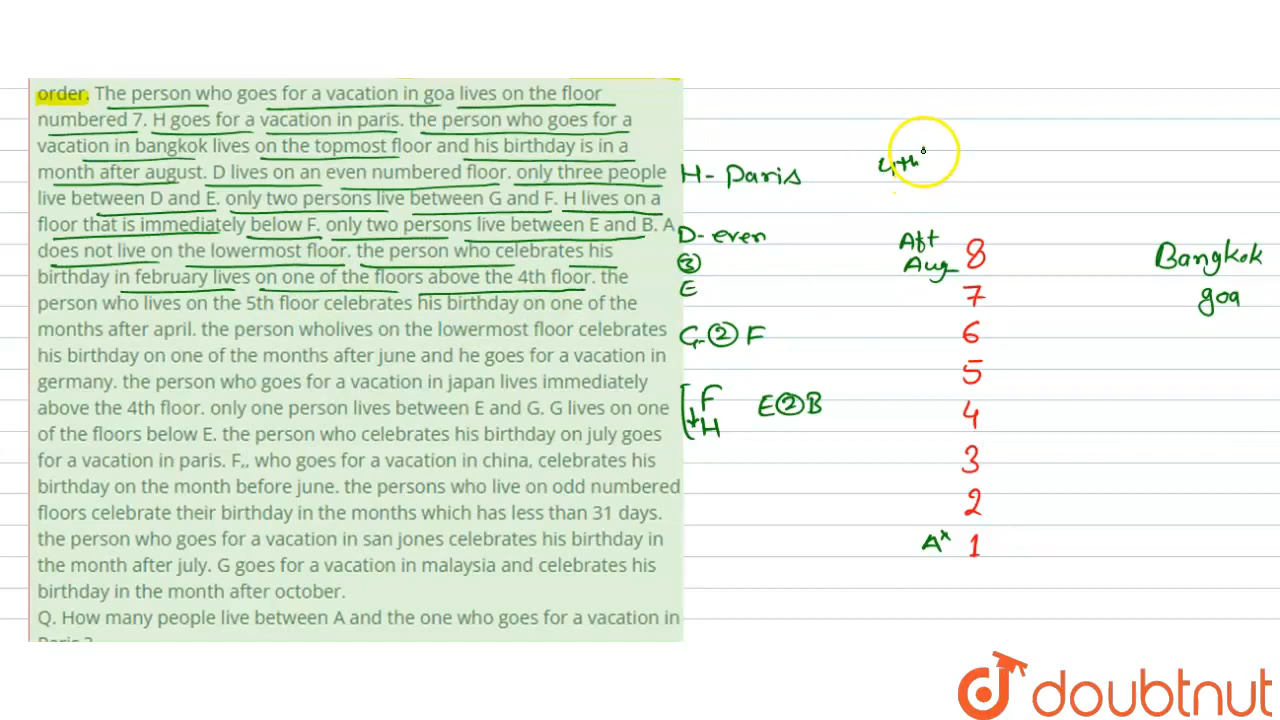 order. The person who goes for a vacation in goa lives on the floor
numbered 7. H goes for a vacation in paris. the person who goes for a
vacation in bangkok lives on the topmost floor and his birthday is in a
month after august. D lives on an even numbered floor. only three people
live between D and E. only two persons live between G and F. H lives on a
floor that is immediately below F. only two persons live between E and B. A
does not live on the lowermost floor. the person who celebrates his
birthday in february lives on one of the floors above the 4th floor. the
person who lives on the 5th floor celebrates his birthday on one of the
months after april. the person wholives on the lowermost floor celebrates
his birthday on one of the months after june and he goes for a vacation in
germany. the person who goes for a vacation in japan lives immediately
above the 4th floor. only one person lives between E and G. G lives on one
of the floors below E. the person who celebrates his birthday on july goes
for a vacation in paris. F,, who goes for a vacation in china, celebrates his
birthday on the month before june. the persons who live on odd numbered
floors celebrate their birthday in the months which has less than 31 days.
the person who goes for a vacation in san jones celebrates his birthday in
the month after july. G goes for a vacation in malaysia and celebrates his
birthday in the month after october.
Q. How many people live between A and the one who goes for a vacation in
Paris ?
H - Paris
4th
D - even
③
E
G ② F
F
H
E ② B
Aft
Aug 8 Bangkok
7 goa
6
5
4
3
2
A× 1
doubtnut